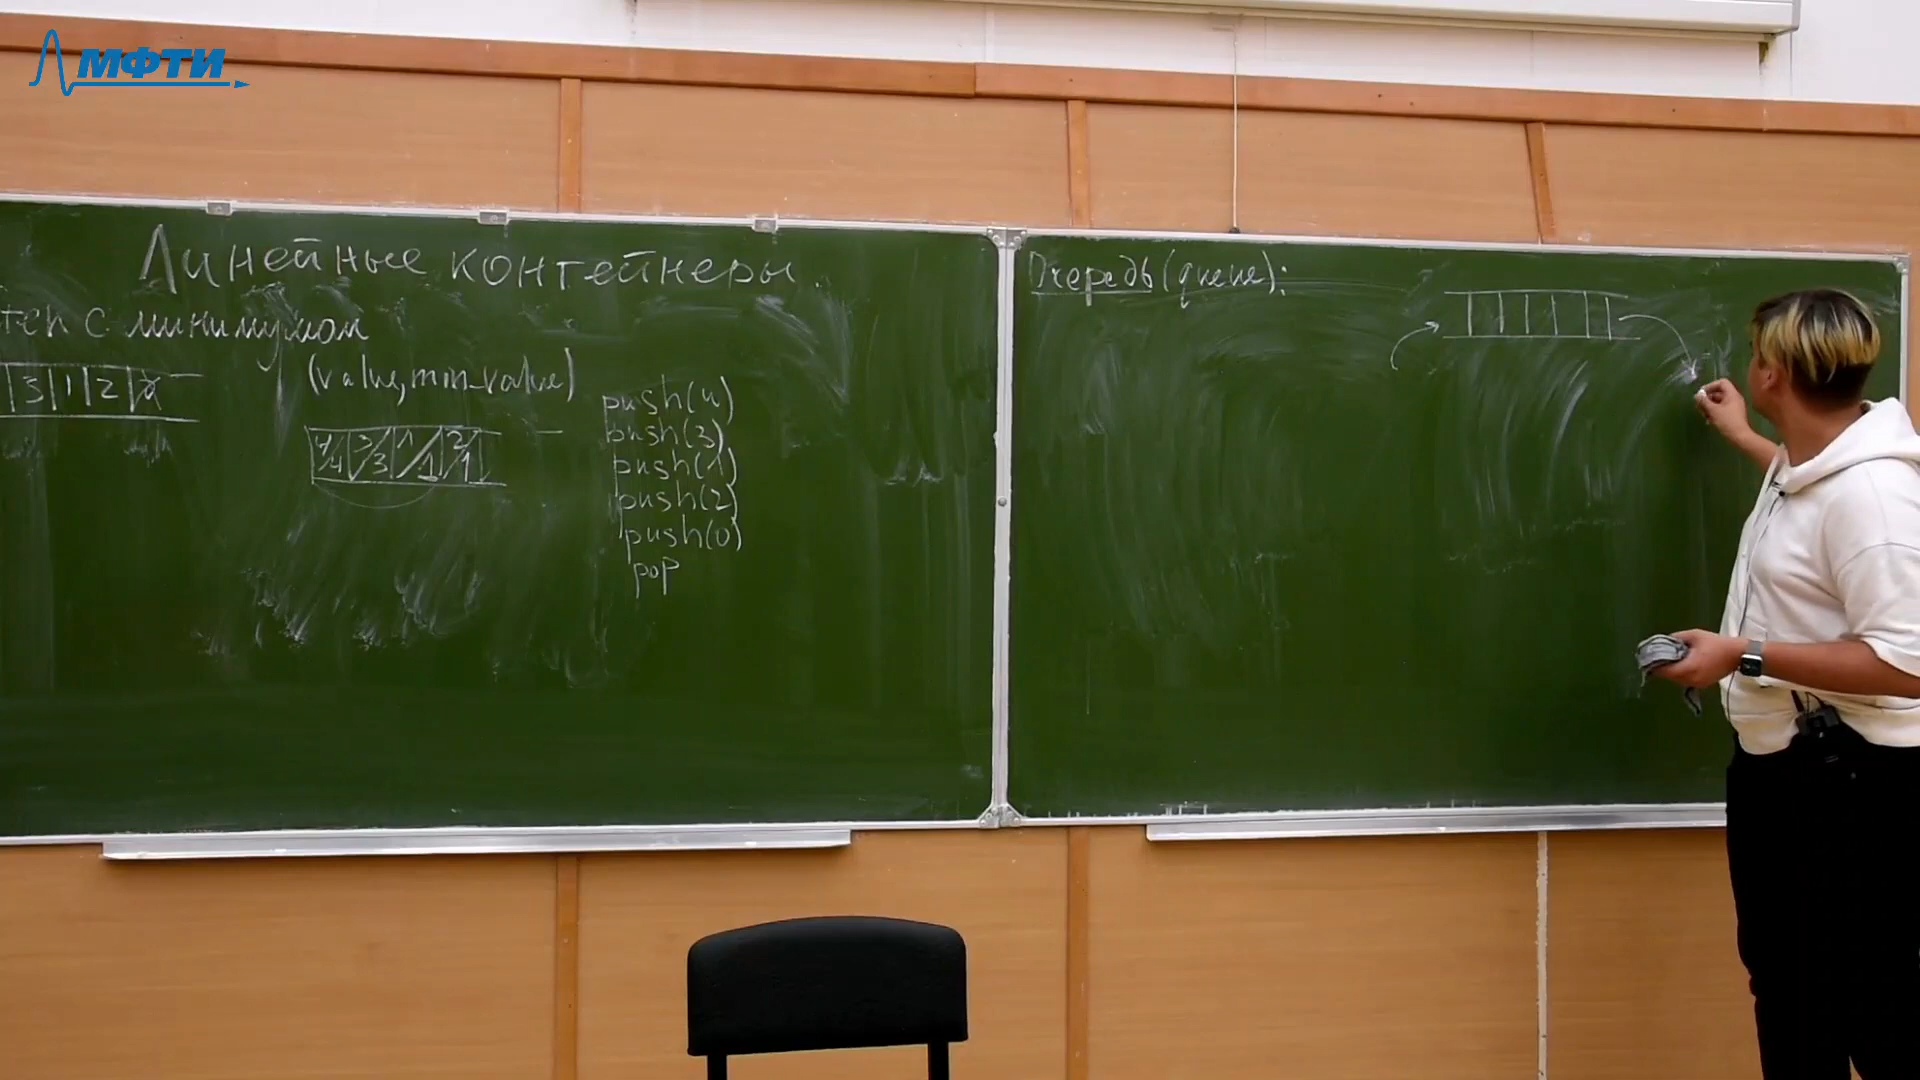 МФТИ
Линейные контейнеры.
тек с минимумом
(value, min_value)
3 | 1 | 2 |
4/4 3/3 1/1 2/1
push(4)
push(3)
push(1)
push(2)
push(0)
pop
Очередь (queue):